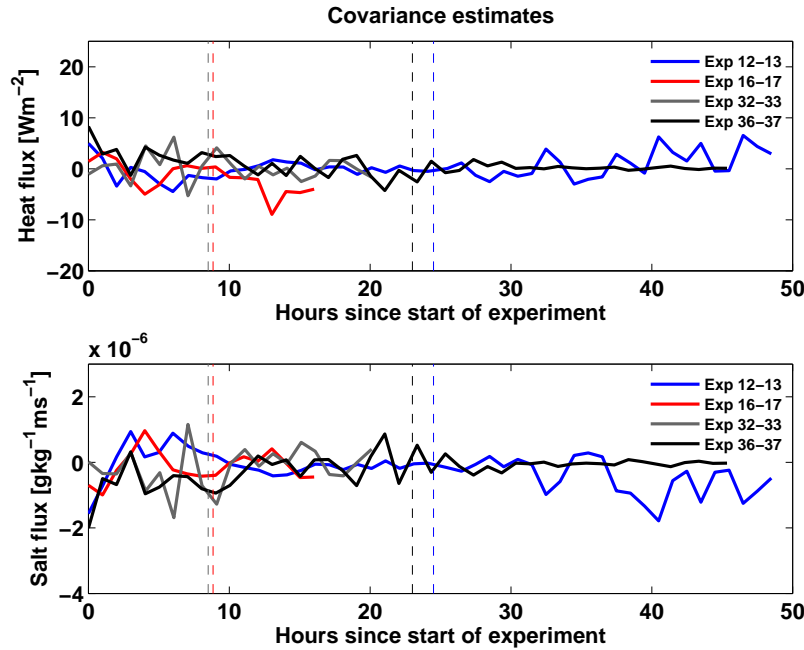 Covariance estimates
Heat flux [Wm−2]
20
10
0
−10
−20
Exp 12−13
Exp 16−17
Exp 32−33
Exp 36−37
0 10 20 30 40 50
Hours since start of experiment
x 10−6
Salt flux [gkg−1ms−1]
2
0
−2
−4
Exp 12−13
Exp 16−17
Exp 32−33
Exp 36−37
0 10 20 30 40 50
Hours since start of experiment